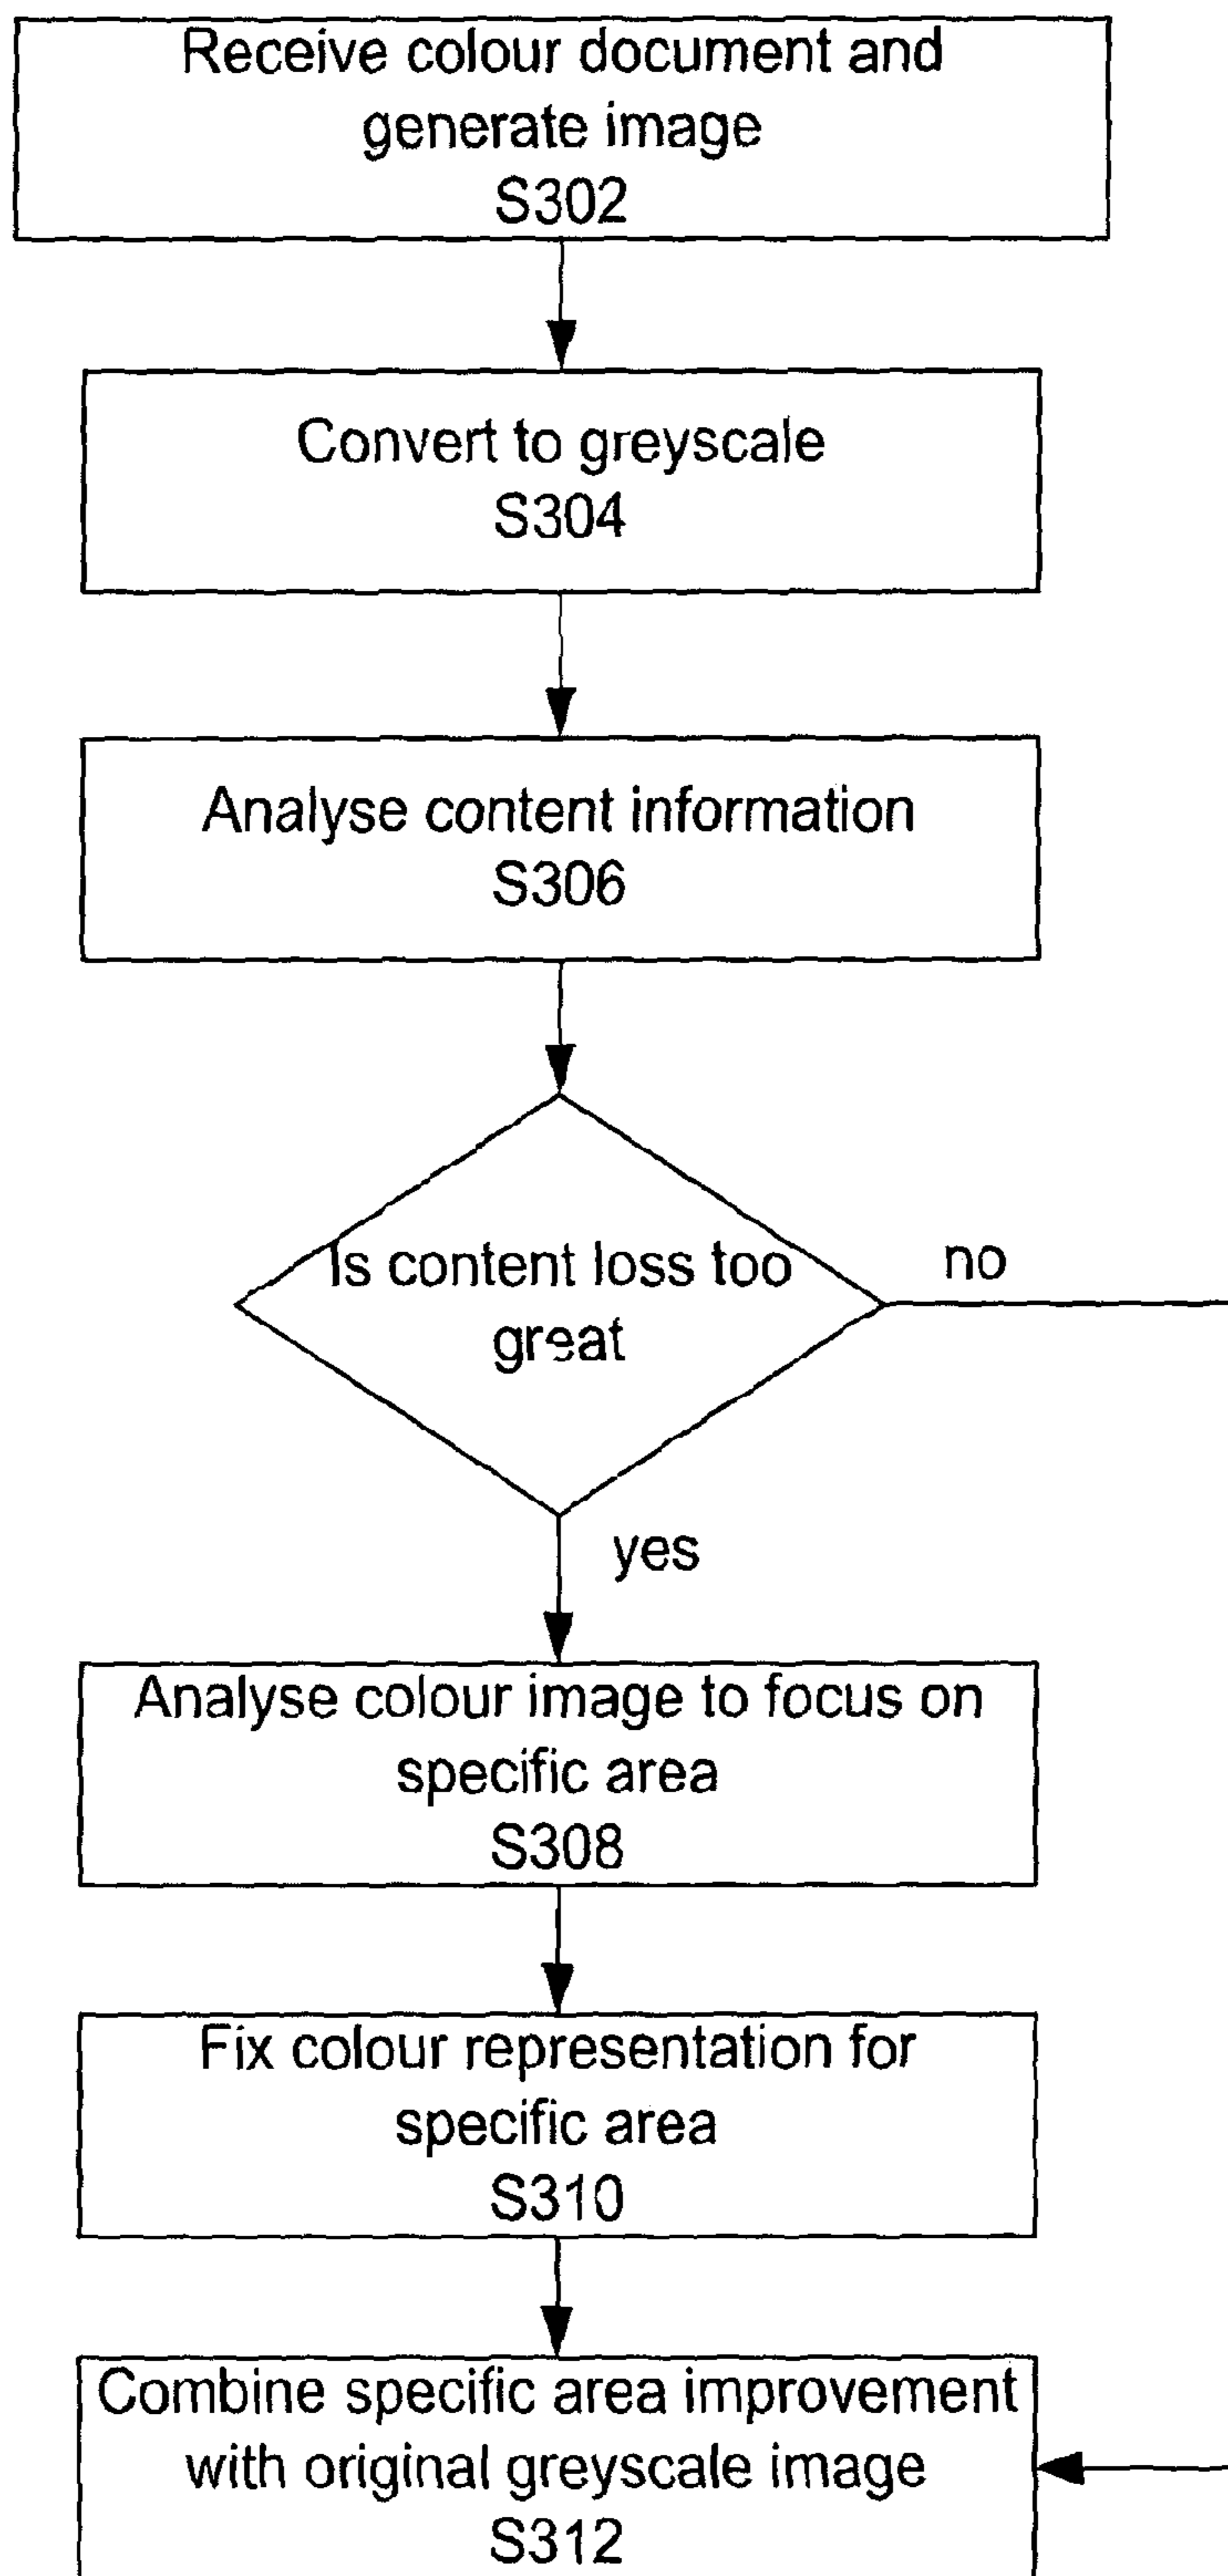 Receive colour document and
generate image
S302
Convert to greyscale
S304
Analyse content information
S306
Is content loss too
great
no
yes
Analyse colour image to focus on
specific area
S308
Fix colour representation for
specific area
S310
Combine specific area improvement
with original greyscale image
S312